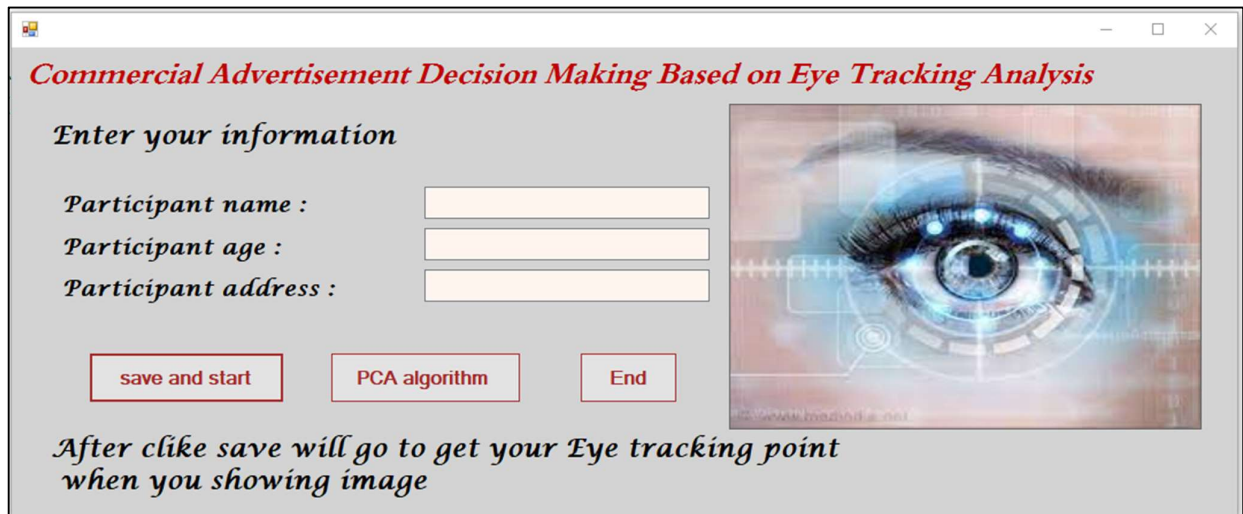 Commercial Advertisement Decision Making Based on Eye Tracking Analysis
Enter your information
Participant name :
Participant age :
Participant address :
save and start
PCA algorithm
End
After clike save will go to get your Eye tracking point
when you showing image